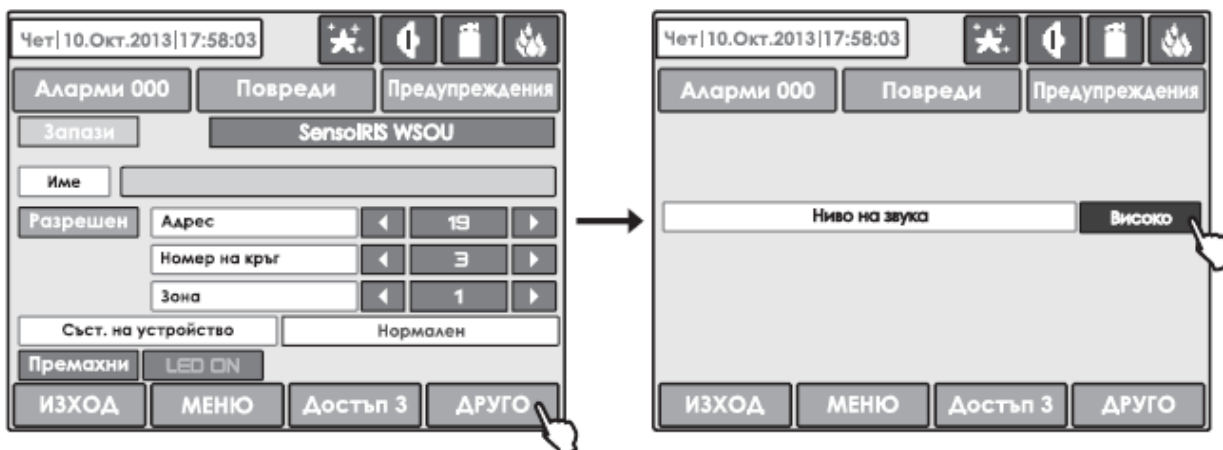 Чет|10.Окт.2013|17:58:03
Аларми 000 Повреди Предупреждения
Запази SensoIRIS WSOU
Име
Разрешен Адрес 19
Номер на кръг 3
Зона 1
Съст. на устройство Нормален
Премахни LED ON
ИЗХОД МЕНЮ Достъп 3 ДРУГО
Чет|10.Окт.2013|17:58:03
Аларми 000 Повреди Предупреждения
Ниво на звука Високо
ИЗХОД МЕНЮ Достъп 3 ДРУГО